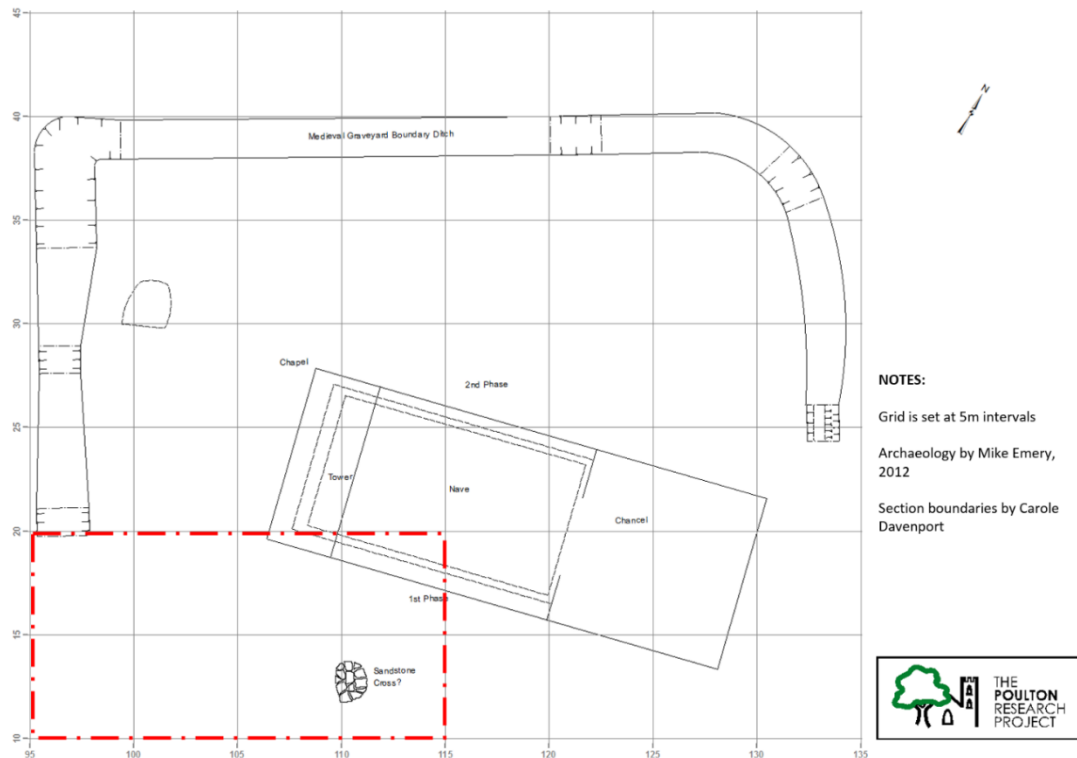 45
40
35
30
25
20
15
10
95
100
105
110
115
120
125
130
135
N
Medieval Graveyard Boundary Ditch
Chapel
2nd Phase
Tower
Nave
Chancel
1st Phase
Sandstone
Cross?
NOTES:
Grid is set at 5m intervals
Archaeology by Mike Emery,
2012
Section boundaries by Carole
Davenport
THE
POULTON
RESEARCH
PROJECT